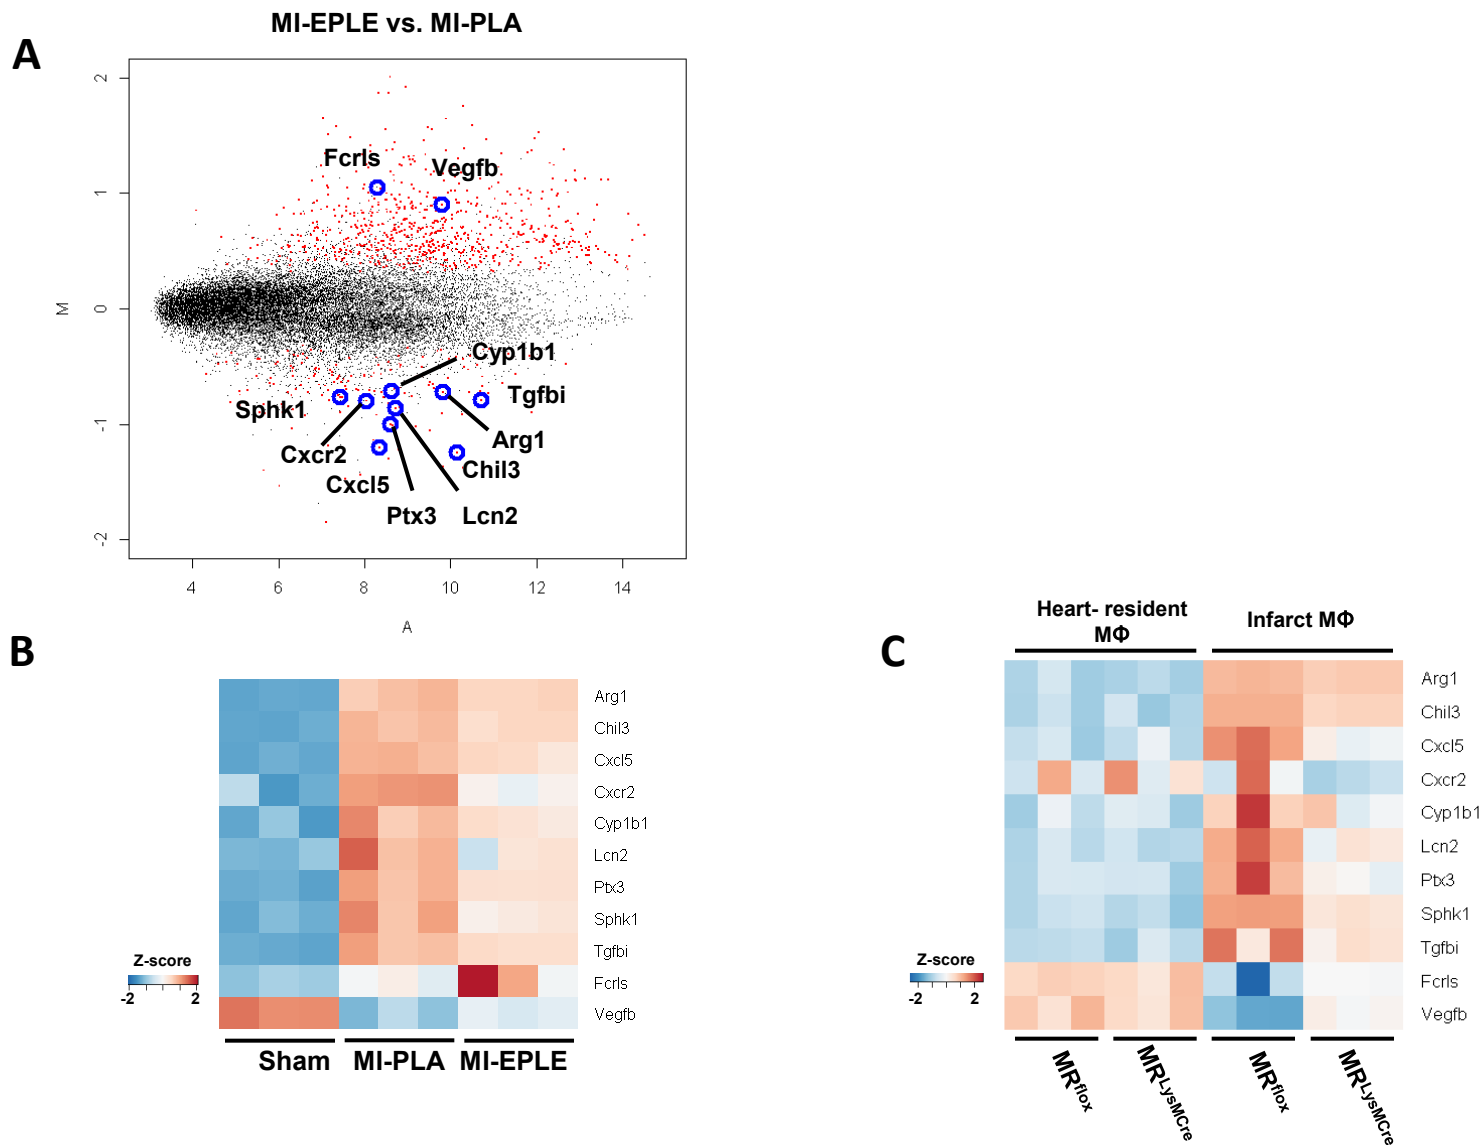 MI-EPLE vs. MI-PLA
A
2
1
0
-1
-2
M
Fcrls
Vegfb
Cyp1b1
Sphk1
Tgfbi
Cxcr2
Arg1
Cxcl5
Chil3
Ptx3
Lcn2
4 6 8 10 12 14
A
B
Arg1
Chil3
Cxcl5
Cxcr2
Cyp1b1
Lcn2
Ptx3
Sphk1
Tgfbi
Fcrls
Vegfb
Z-score
-2 2
Sham MI-PLA MI-EPLE
C
Heart- resident
MΦ
Infarct MΦ
Arg1
Chil3
Cxcl5
Cxcr2
Cyp1b1
Lcn2
Ptx3
Sphk1
Tgfbi
Fcrls
Vegfb
Z-score
-2 2
MRflox
MRLysMCre
MRflox
MRLysMCre